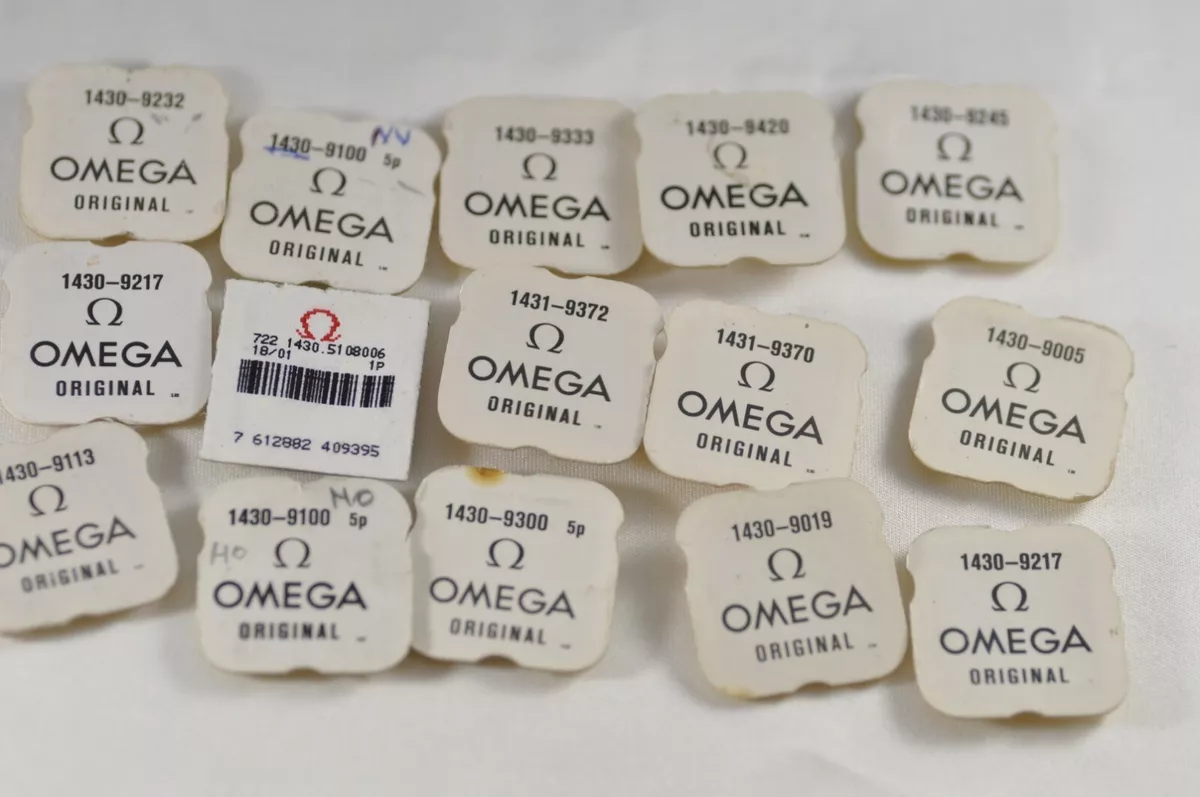 1430-9232
Ω
OMEGA
ORIGINAL
NV
1430-9100 5p
Ω
OMEGA
ORIGINAL
1430-9333
Ω
OMEGA
ORIGINAL
1430-9420
Ω
OMEGA
ORIGINAL
1430-9245
Ω
OMEGA
ORIGINAL
1430-9217
Ω
OMEGA
ORIGINAL
Ω
722 1430.5108006
18/01 1P
7 612882 409395
1431-9372
Ω
OMEGA
ORIGINAL
1431-9370
Ω
OMEGA
ORIGINAL
1430-9005
Ω
OMEGA
ORIGINAL
1430-9113
Ω
OMEGA
ORIGINAL
HO
1430-9100 5p
HO Ω
OMEGA
ORIGINAL
1430-9300 5p
Ω
OMEGA
ORIGINAL
1430-9019
Ω
OMEGA
ORIGINAL
1430-9217
Ω
OMEGA
ORIGINAL